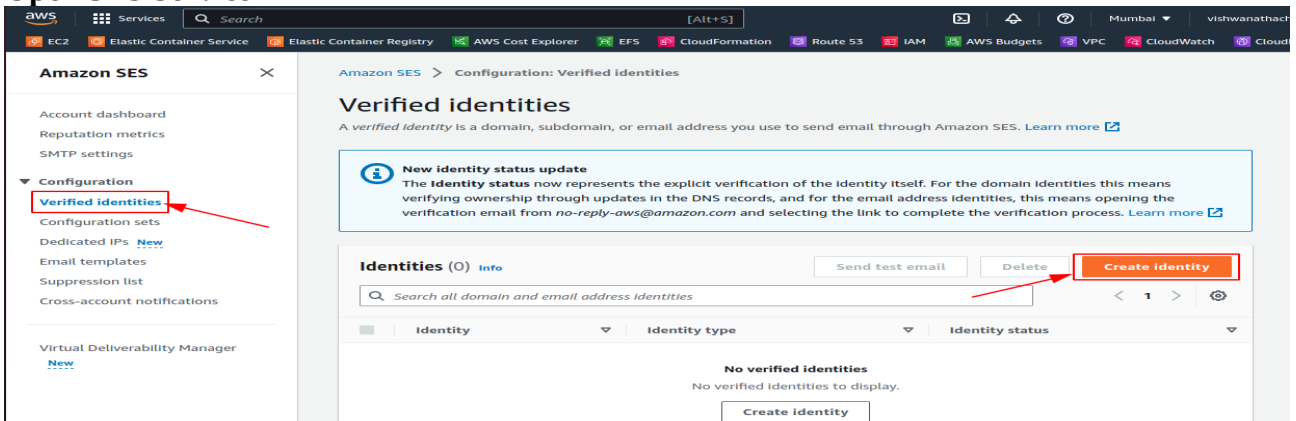 aws Services Search [Alt+S] Mumbai vishwanathach
EC2 Elastic Container Service Elastic Container Registry AWS Cost Explorer EFS CloudFormation Route 53 IAM AWS Budgets VPC CloudWatch Cloud
Amazon SES
Account dashboard
Reputation metrics
SMTP settings
Configuration
Verified identities
Configuration sets
Dedicated IPs New
Email templates
Suppression list
Cross-account notifications
Virtual Deliverability Manager
New
Amazon SES > Configuration: Verified identities
Verified identities
A verified identity is a domain, subdomain, or email address you use to send email through Amazon SES. Learn more
New identity status update
The Identity status now represents the explicit verification of the identity itself. For the domain identities this means
verifying ownership through updates in the DNS records, and for the email address identities, this means opening the
verification email from no-reply-aws@amazon.com and selecting the link to complete the verification process. Learn more
Identities (0) Info Send test email Delete Create identity
Search all domain and email address identities < 1 >
Identity Identity type Identity status
No verified identities
No verified identities to display.
Create identity